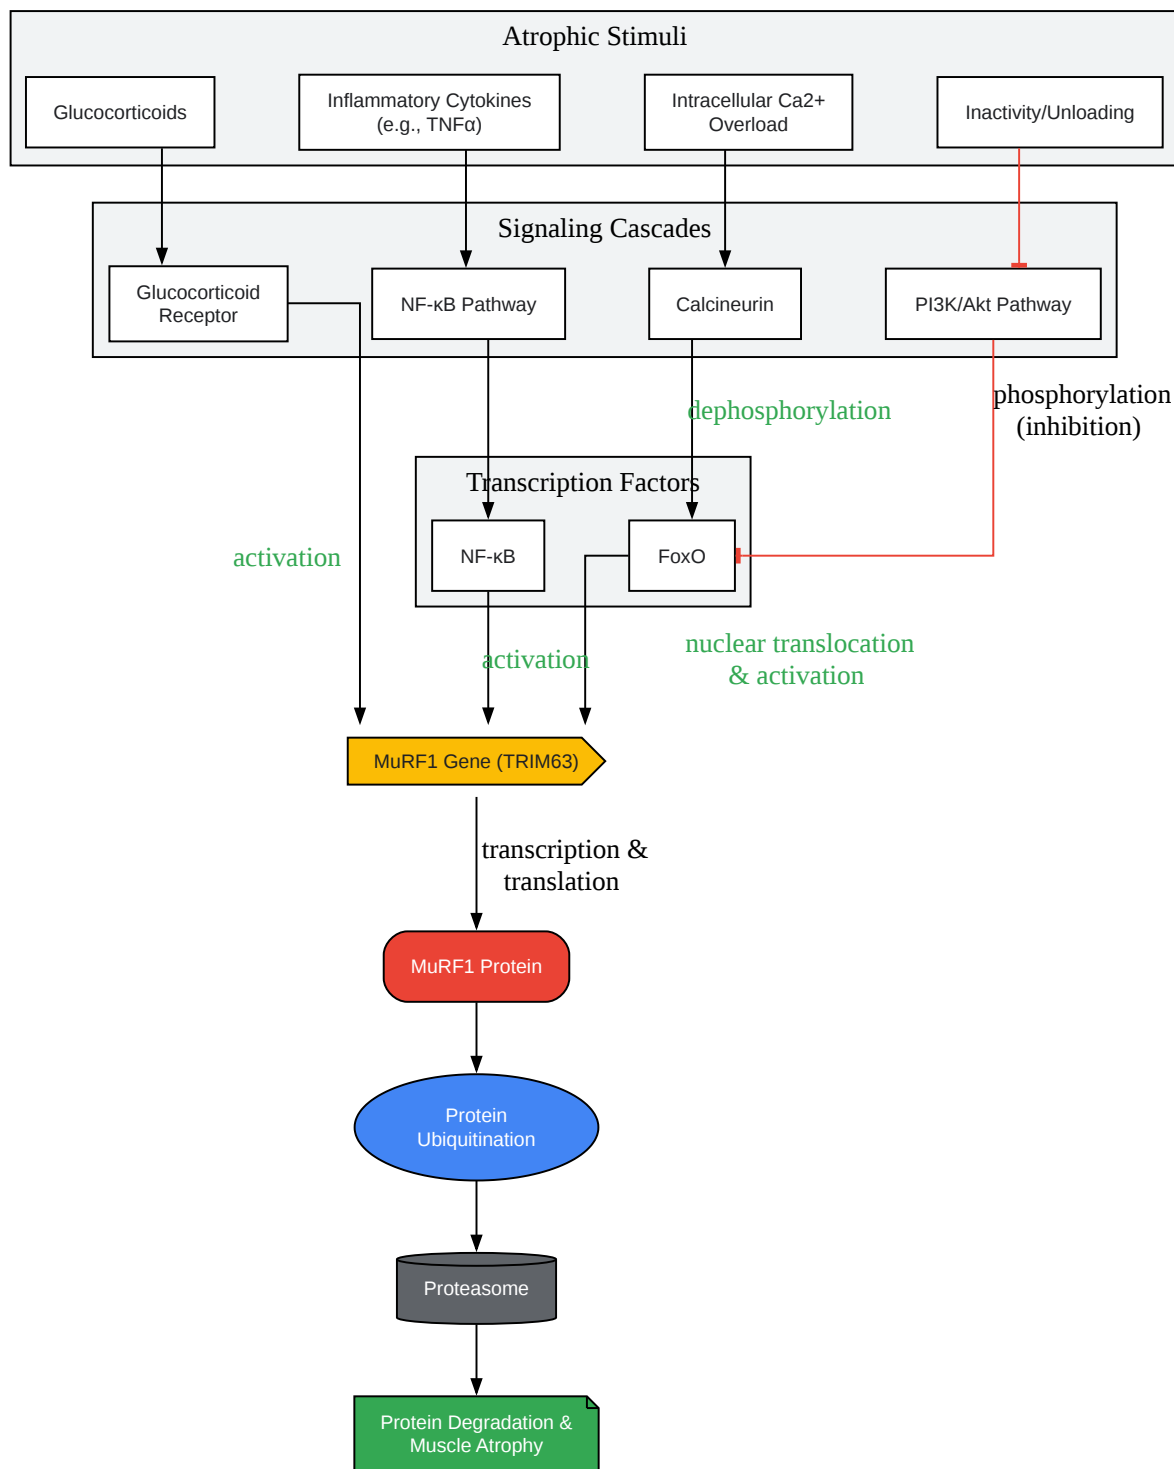 Atrophic Stimuli
Glucocorticoids
Inflammatory Cytokines
(e.g., TNFα)
Intracellular Ca2+
Overload
Inactivity/Unloading
Signaling Cascades
Glucocorticoid
Receptor
NF-κB Pathway
Calcineurin
PI3K/Akt Pathway
dephosphorylation
phosphorylation
(inhibition)
Transcription Factors
NF-κB
FoxO
activation
activation
nuclear translocation
& activation
MuRF1 Gene (TRIM63)
transcription &
translation
MuRF1 Protein
Protein
Ubiquitination
Proteasome
Protein Degradation &
Muscle Atrophy